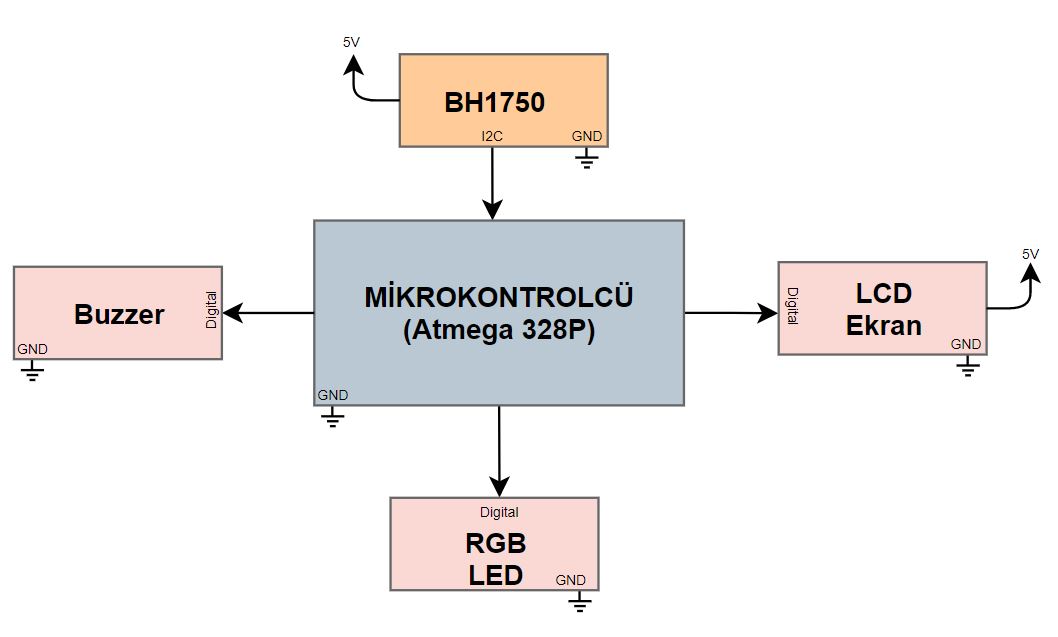 5V
BH1750
I2C
GND
5V
MİKROKONTROLCÜ
(Atmega 328P)
GND
Buzzer
Digital
GND
Digital
LCD
Ekran
GND
Digital
RGB
LED
GND